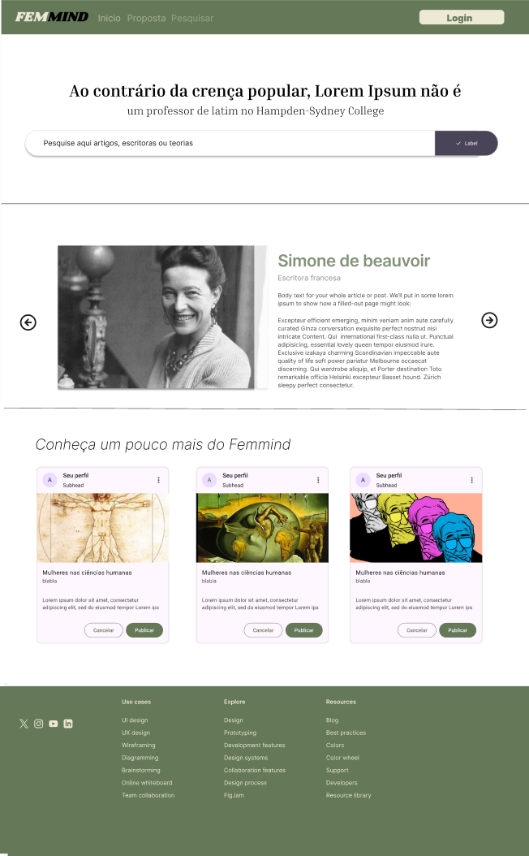 FEMMIND Início Proposta Pesquisar Login
Ao contrário da crença popular, Lorem Ipsum não é
um professor de latim no Hampden-Sydney College
Pesquise aqui artigos, escritoras ou teorias
Label
Simone de beauvoir
Escritora francesa
Body text for your whole article or post. We'll put in some lorem
ipsum to show how a filled-out page might look:
Excepteur efficient emerging, minim veniam anim aute carefully
curated Ginza conversation exquisite perfect nostrud nisi
intricate Content. Qui international first-class nulla ut. Punctual
adipisicing, essential lovely queen tempor eiusmod irure.
Exclusive izakaya charming Scandinavian impeccable aute
quality of life soft power pariatur Melbourne occaecat
discerning. Qui wardrobe aliquip, et Porter destination Toto
remarkable officia Helsinki excepteur Basset hound. Zürich
sleepy perfect consectetur.
Conheça um pouco mais do Femmind
A
Seu perfil
Subhead
Mulheres nas ciências humanas
blabla
Lorem ipsum dolor sit amet, consectetur
adipiscing elit, sed do eiusmod tempor Lorem ips
Cancelar
Publicar
A
Seu perfil
Subhead
Mulheres nas ciências humanas
blabla
Lorem ipsum dolor sit amet, consectetur
adipiscing elit, sed do eiusmod tempor Lorem ips
Cancelar
Publicar
A
Seu perfil
Subhead
Mulheres nas ciências humanas
blabla
Lorem ipsum dolor sit amet, consectetur
adipiscing elit, sed do eiusmod tempor Lorem ips
Cancelar
Publicar
Use cases
UI design
UX design
Wireframing
Diagramming
Brainstorming
Online whiteboard
Team collaboration
Explore
Design
Prototyping
Development features
Design systems
Collaboration features
Design process
FigJam
Resources
Blog
Best practices
Colors
Color wheel
Support
Developers
Resource library